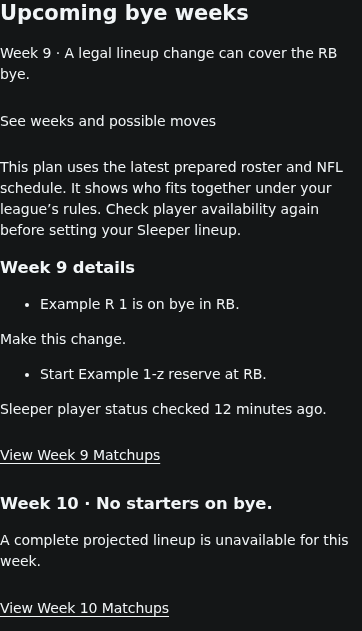 Upcoming bye weeks
Week 9 · A legal lineup change can cover the RB
bye.
See weeks and possible moves
This plan uses the latest prepared roster and NFL
schedule. It shows who fits together under your
league’s rules. Check player availability again
before setting your Sleeper lineup.
Week 9 details
• Example R 1 is on bye in RB.
Make this change.
• Start Example 1-z reserve at RB.
Sleeper player status checked 12 minutes ago.
View Week 9 Matchups
Week 10 · No starters on bye.
A complete projected lineup is unavailable for this
week.
View Week 10 Matchups